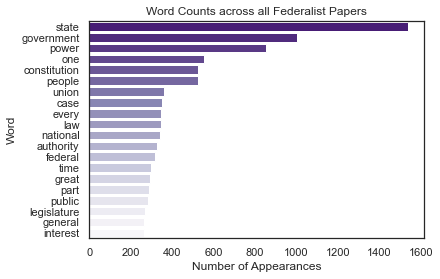 Word Counts across all Federalist Papers
Word
state
government
power
one
constitution
people
union
case
every
law
national
authority
federal
time
great
part
public
legislature
general
interest
0 200 400 600 800 1000 1200 1400 1600
Number of Appearances